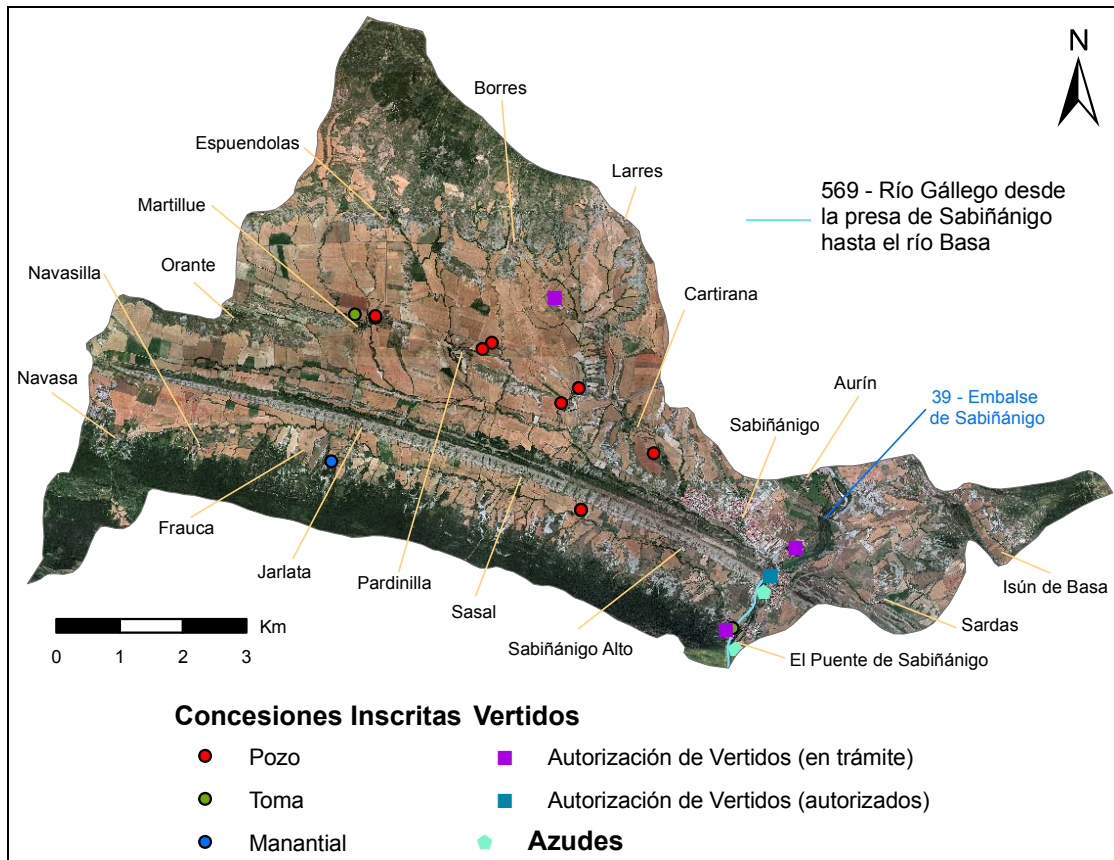 N
Borres
Espuendolas
Larres
569 - Río Gállego desde
la presa de Sabiñánigo
hasta el río Basa
Martillue
Orante
Navasilla
Cartirana
Navasa
Aurín
39 - Embalse
de Sabiñánigo
Sabiñánigo
Frauca
Jarlata
Pardinilla
Sasal
Isún de Basa
Sardas
Sabiñánigo Alto
El Puente de Sabiñánigo
Km
0 1 2 3
Concesiones Inscritas Vertidos
Pozo Autorización de Vertidos (en trámite)
Toma Autorización de Vertidos (autorizados)
Manantial Azudes